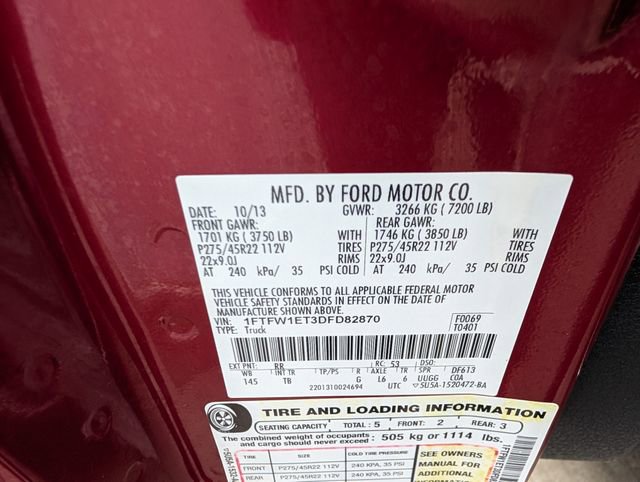 MFD. BY FORD MOTOR CO.
DATE: 10/13 GVWR: 3266 KG ( 7200 LB)
FRONT GAWR: REAR GAWR:
1701 KG ( 3750 LB) WITH 1746 KG ( 3850 LB) WITH
P275/45R22 112V TIRES P275/45R22 112V TIRES
22x9.0J RIMS 22x9.0J RIMS
AT 240 kPa/ 35 PSI COLD AT 240 kPa/ 35 PSI COLD
THIS VEHICLE CONFORMS TO ALL APPLICABLE FEDERAL MOTOR
VEHICLE SAFETY STANDARDS IN EFFECT ON THE DATE OF
MANUFACTURE SHOWN ABOVE.
VIN: 1FTFW1ET3DFD82870 F0069
TYPE: Truck T0401
EXT PNT: RR RC: 53 DSO:
WB INT TR TP/PS R AXLE TR SPR DF613
145 TB G L6 6 UUGG COA
2201310024694 UTC 5U5A-1520472-BA
TIRE AND LOADING INFORMATION
SEATING CAPACITY TOTAL : 5 FRONT: 2 REAR: 3
The combined weight of occupants
and cargo should never exceed : 505 kg or 1114 lbs.
TIRE SIZE COLD TIRE PRESSURE SEE OWNERS
FRONT P275/45R22 112V 240 KPA, 35 PSI MANUAL FOR
REAR P275/45R22 112V 240 KPA, 35 PSI ADDITIONAL
INFORMATION